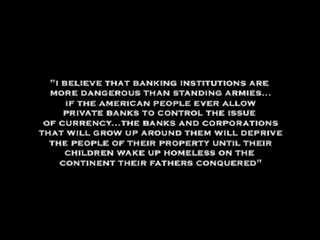 "I BELIEVE THAT BANKING INSTITUTIONS ARE
MORE DANGEROUS THAN STANDING ARMIES...
IF THE AMERICAN PEOPLE EVER ALLOW
PRIVATE BANKS TO CONTROL THE ISSUE
OF CURRENCY...THE BANKS AND CORPORATIONS
THAT WILL GROW UP AROUND THEM WILL DEPRIVE
THE PEOPLE OF THEIR PROPERTY UNTIL THEIR
CHILDREN WAKE UP HOMELESS ON THE
CONTINENT THEIR FATHERS CONQUERED"